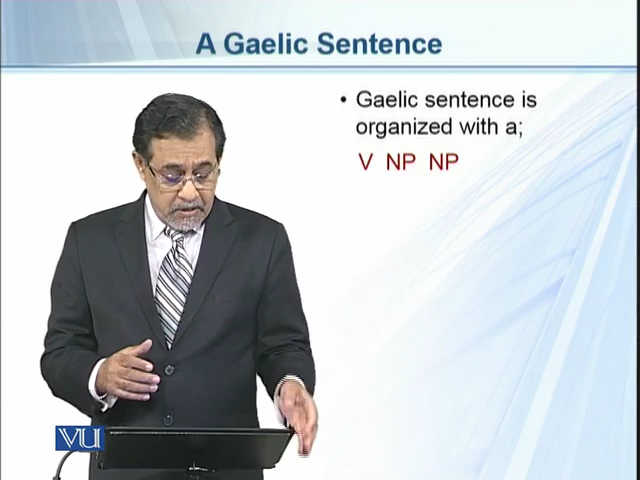 A Gaelic Sentence
• Gaelic sentence is
organized with a;
V NP NP
VU